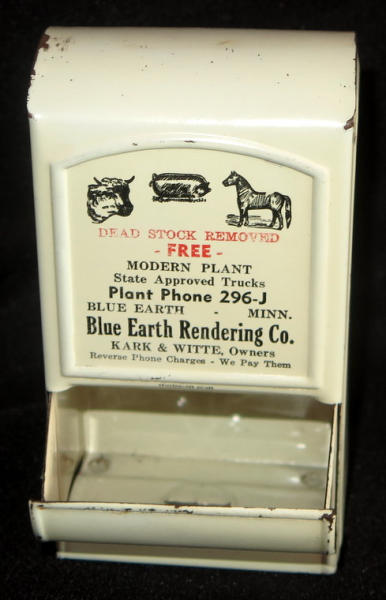 DEAD STOCK REMOVED
- FREE -
MODERN PLANT
State Approved Trucks
Plant Phone 296-J
BLUE EARTH - MINN.
Blue Earth Rendering Co.
KARK & WITTE, Owners
Reverse Phone Charges - We Pay Them